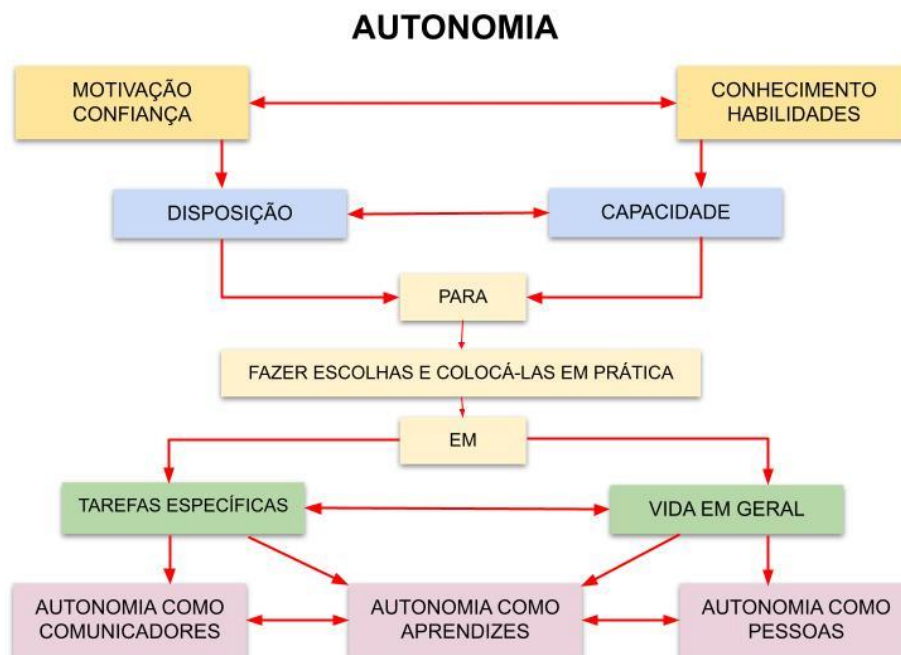 AUTONOMIA
MOTIVAÇÃO
CONFIANÇA
CONHECIMENTO
HABILIDADES
DISPOSIÇÃO
CAPACIDADE
PARA
FAZER ESCOLHAS E COLOCÁ-LAS EM PRÁTICA
EM
TAREFAS ESPECÍFICAS
VIDA EM GERAL
AUTONOMIA COMO
COMUNICADORES
AUTONOMIA COMO
APRENDIZES
AUTONOMIA COMO
PESSOAS